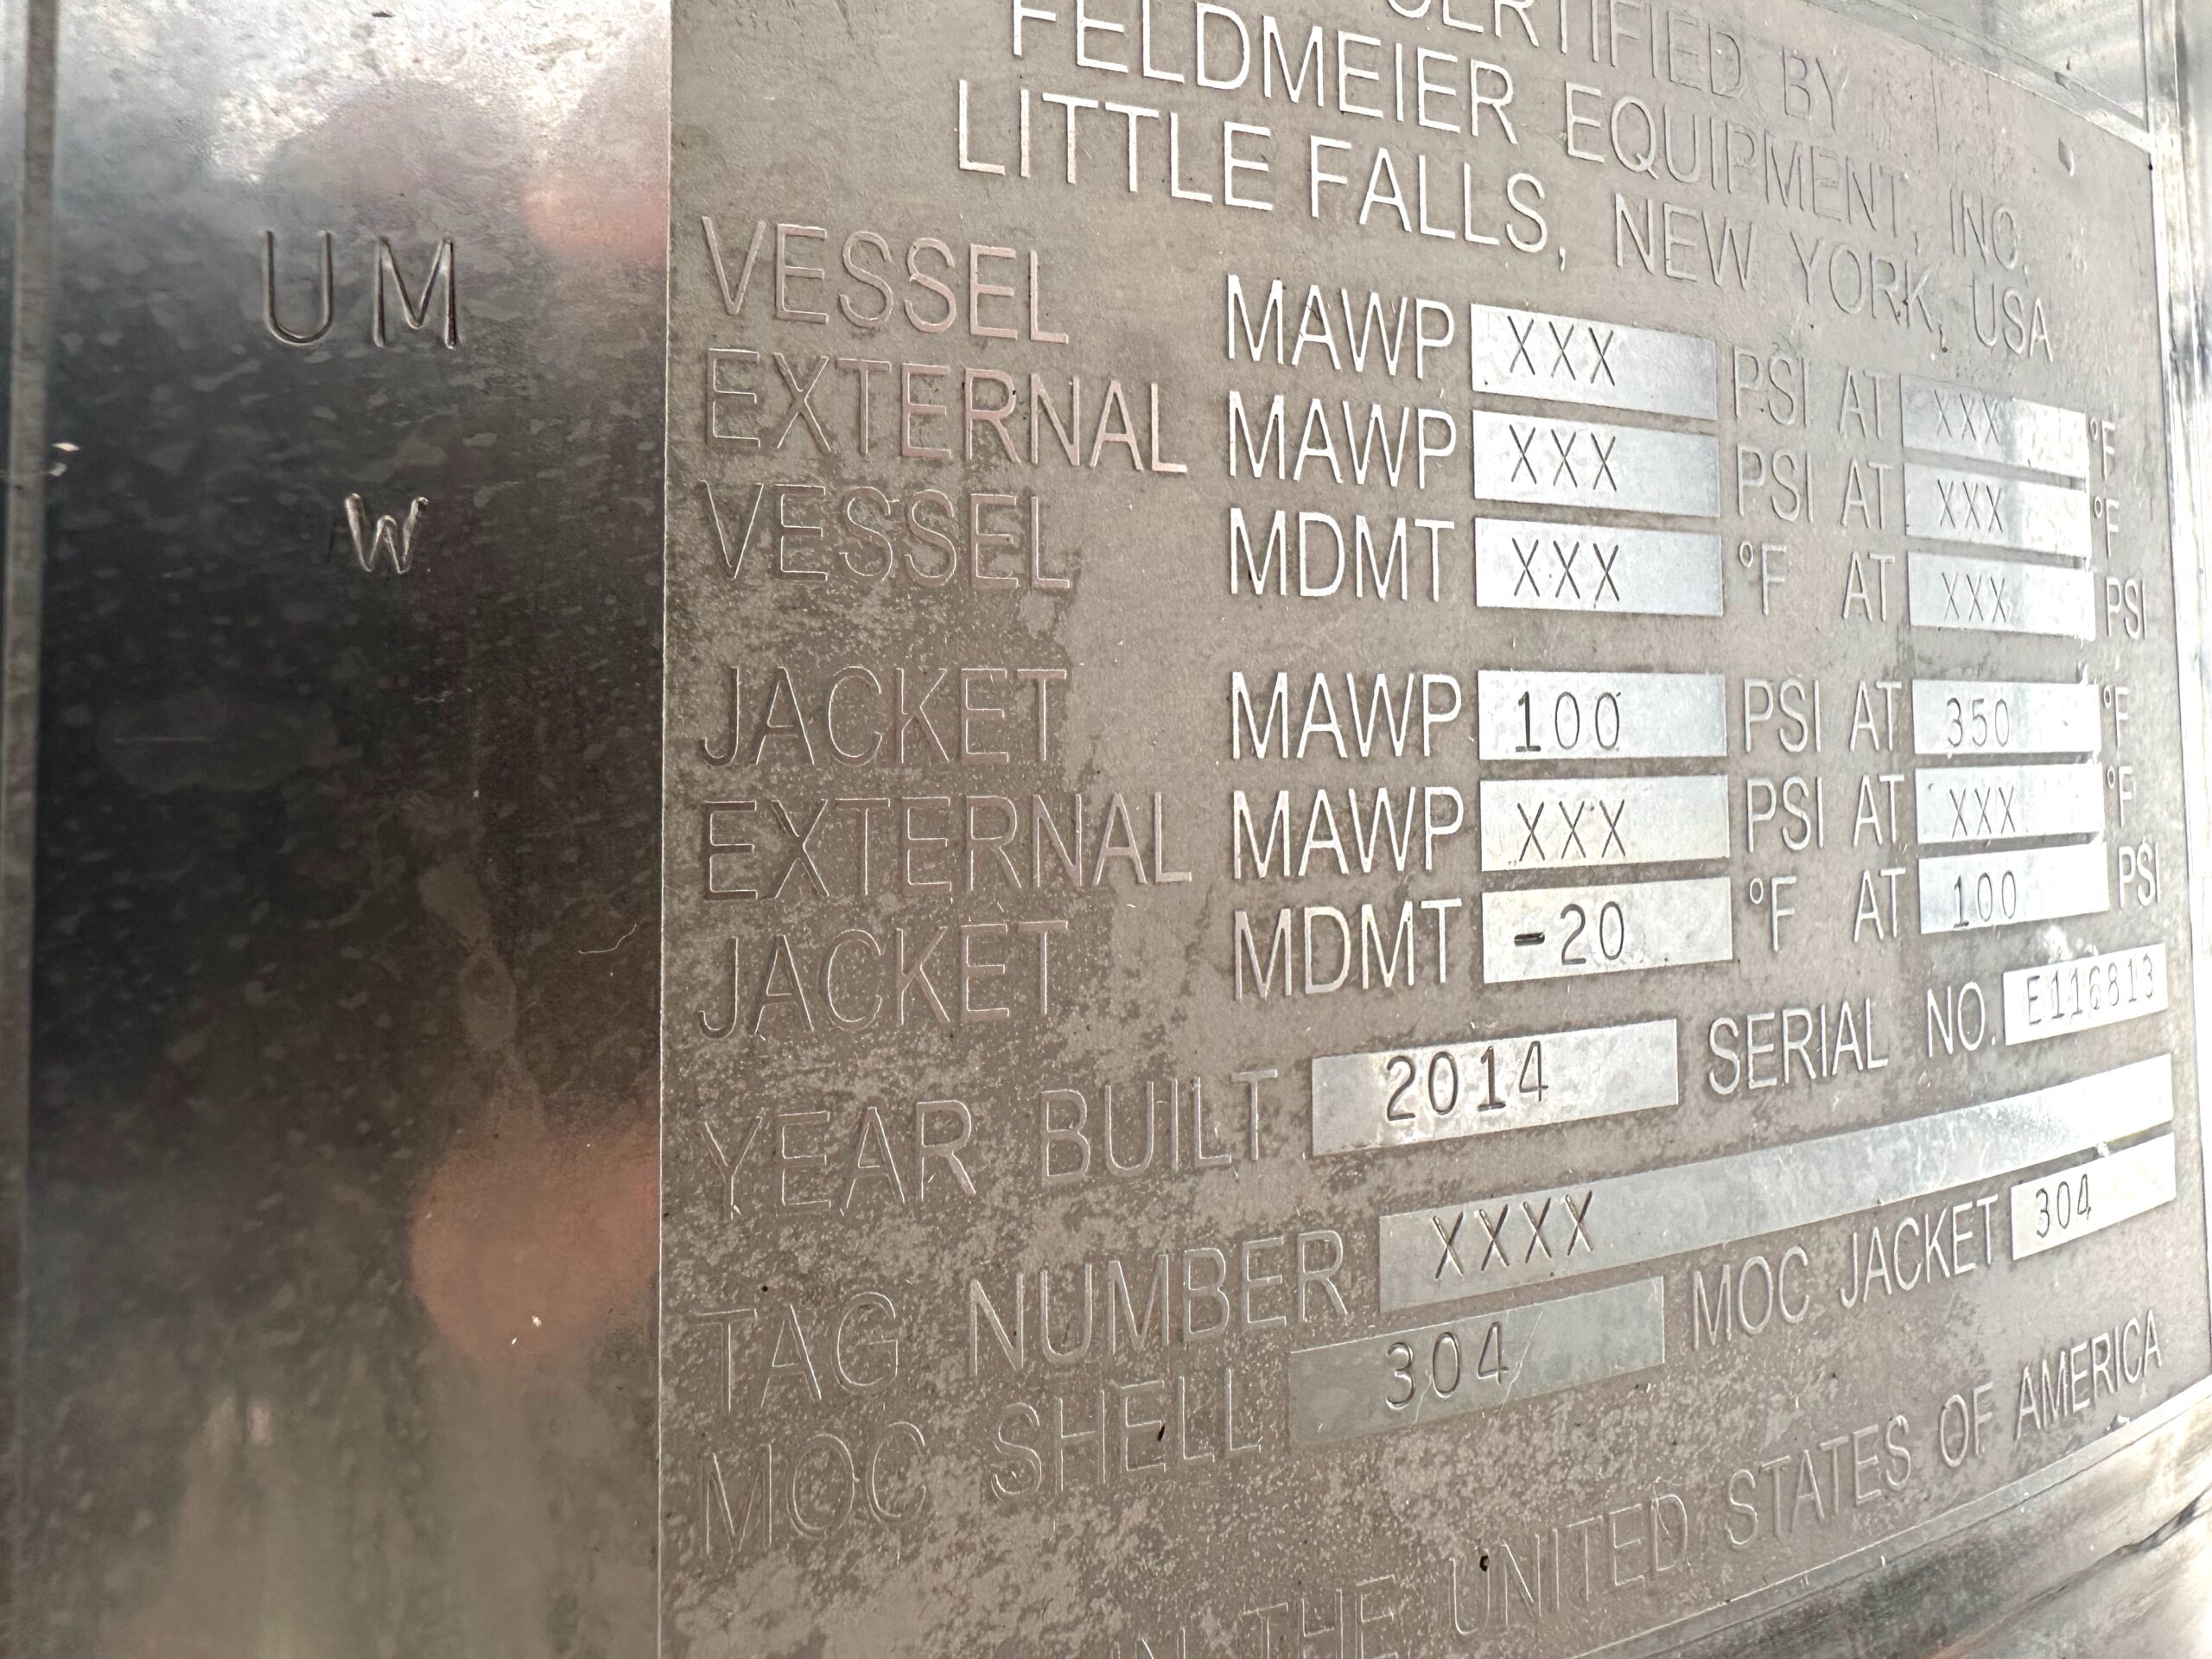 UM
W
CERTIFIED BY
FELDMEIER EQUIPMENT, INC.
LITTLE FALLS, NEW YORK, USA
VESSEL MAWP XXX PSI AT XXX °F
EXTERNAL MAWP XXX PSI AT XXX °F
VESSEL MDMT XXX °F AT XXX PSI
JACKET MAWP 100 PSI AT 350 °F
EXTERNAL MAWP XXX PSI AT XXX °F
JACKET MDMT -20 °F AT 100 PSI
YEAR BUILT 2014 SERIAL NO. E116813
TAG NUMBER XXXX
MOC SHELL 304 MOC JACKET 304
IN THE UNITED STATES OF AMERICA